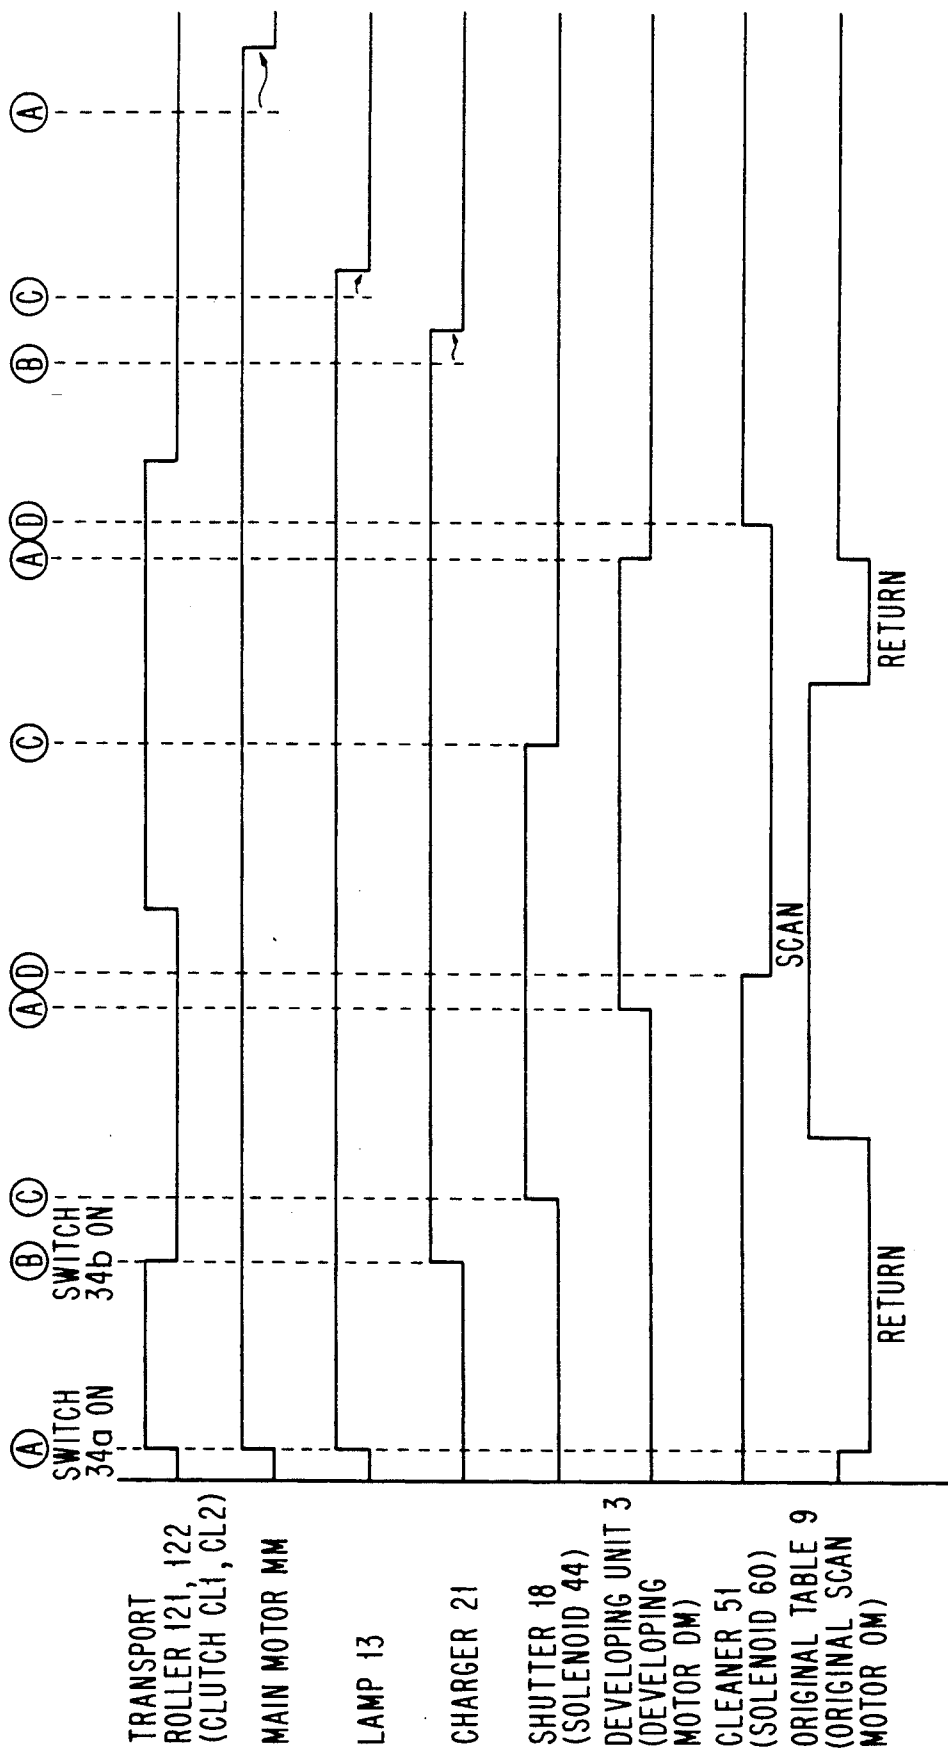 TRANSPORT
ROLLER 121, 122
(CLUTCH CL1, CL2)
MAIN MOTOR MM
LAMP 13
CHARGER 21
SHUTTER 18
(SOLENOID 44)
DEVELOPING UNIT 3
(DEVELOPING
MOTOR DM)
CLEANER 51
(SOLENOID 60)
ORIGINAL TABLE 9
(ORIGINAL SCAN
MOTOR OM)
A
SWITCH
34a ON
B
SWITCH
34b ON
C
A
D
C
A
D
B
C
A
RETURN
SCAN
RETURN